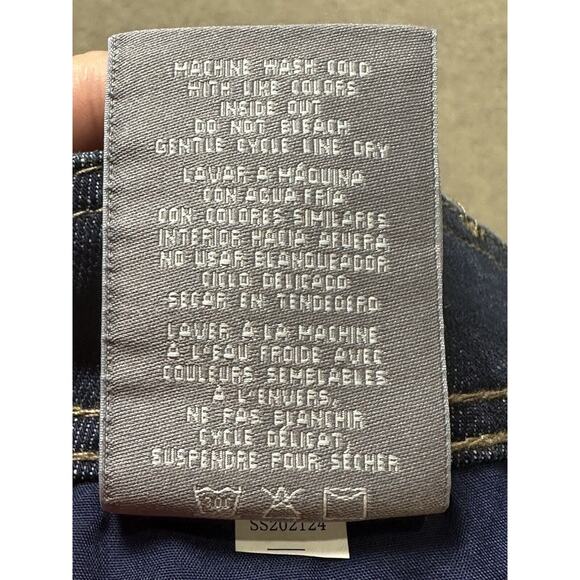 MACHINE WASH COLD
WITH LIKE COLORS
INSIDE OUT
DO NOT BLEACH
GENTLE CYCLE LINE DRY
LAVAR A MÁQUINA
CON AGUA FRIA
CON COLORES SIMILARES
INTERIOR HACIA AFUERA
NO USAR BLANQUEADOR
CICLO DELICADO
SECAR EN TENDEDERO
LAVER À LA MACHINE
À L'EAU FROIDE AVEC
COULEURS SEMBLABLES
À L'ENVERS,
NE PAS BLANCHIR
CYCLE DÉLICAT,
SUSPENDRE POUR SÉCHER
30C
SS202124